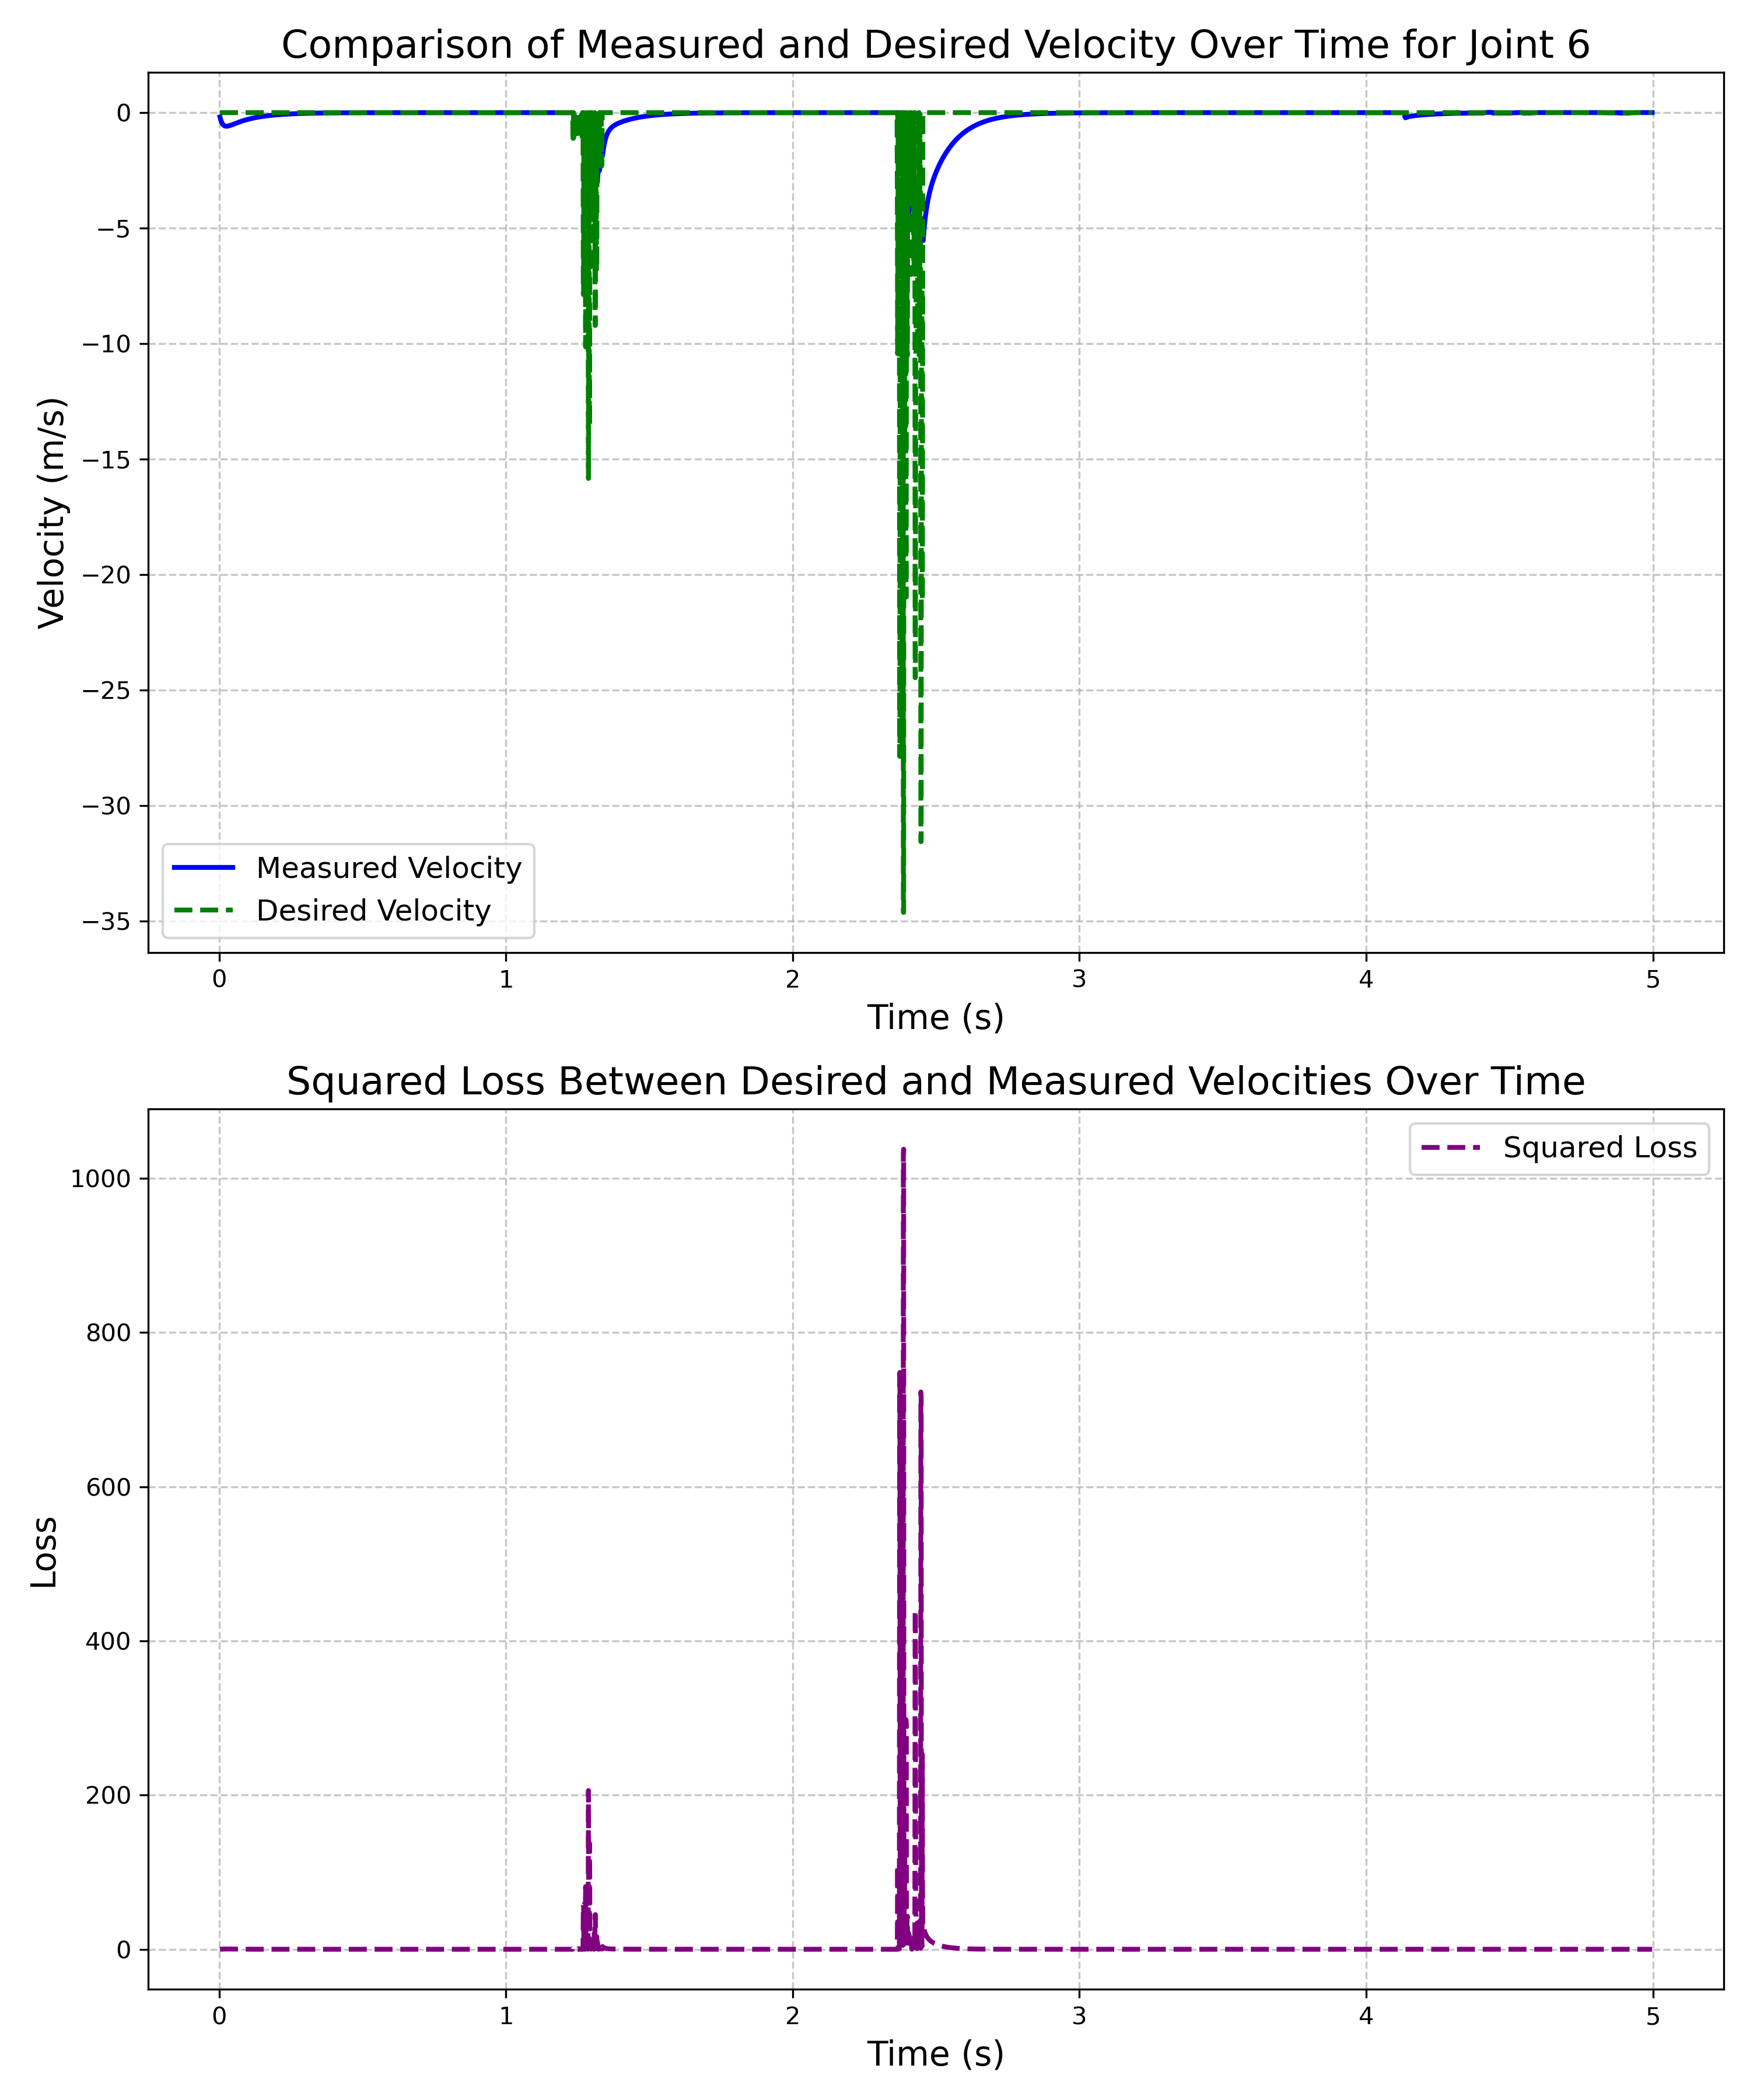 Comparison of Measured and Desired Velocity Over Time for Joint 6
Velocity (m/s)
0
−5
−10
−15
−20
−25
−30
−35
Measured Velocity
Desired Velocity
0 1 2 3 4 5
Time (s)
Squared Loss Between Desired and Measured Velocities Over Time
Loss
1000
800
600
400
200
0
Squared Loss
0 1 2 3 4 5
Time (s)